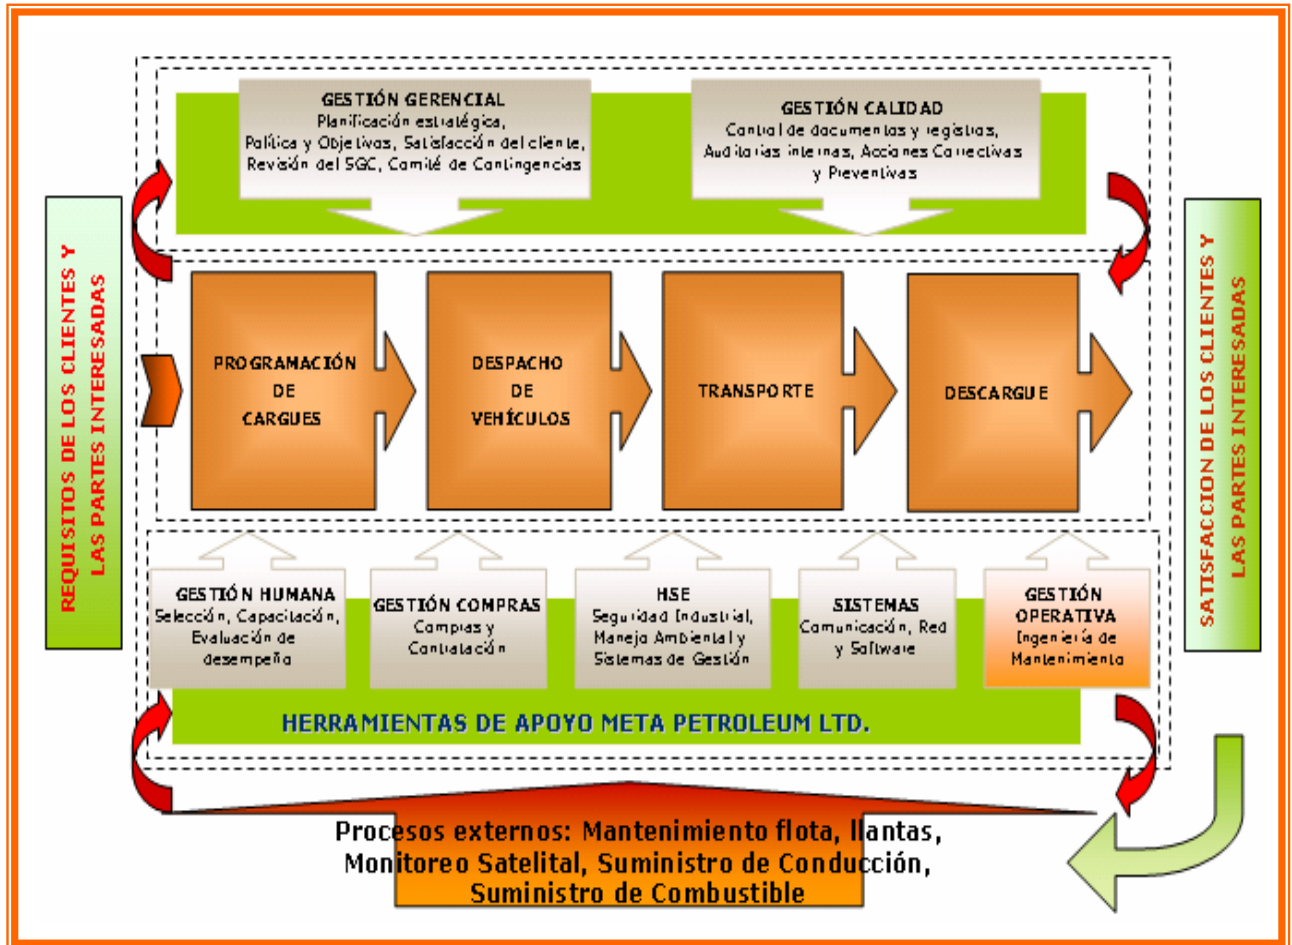 GESTIÓN GERENCIAL
Planificación estratégica,
Política y Objetivos, Satisfacción del cliente,
Revisión del SGC, Comité de Contingencias
GESTIÓN CALIDAD
Control de documentos y registros,
Auditorias internas, Acciones Correctivas
y Preventivas
REQUISITOS DE LOS CLIENTES Y
LAS PARTES INTERESADAS
PROGRAMACIÓN
DE
CARGUES
DESPACHO
DE
VEHÍCULOS
TRANSPORTE
DESCARGUE
SATISFACCION DE LOS CLIENTES Y
LAS PARTES INTERESADAS
GESTIÓN HUMANA
Selección, Capacitación,
Evaluación de
desempeño
GESTIÓN COMPRAS
Compras y
Contratación
HSE
Seguridad Industrial,
Manejo Ambiental y
Sistemas de Gestión
SISTEMAS
Comunicación, Red
y Software
GESTIÓN
OPERATIVA
Ingeniería de
Mantenimiento
HERRAMIENTAS DE APOYO META PETROLEUM LTD.
Procesos externos: Mantenimiento flota, llantas,
Monitoreo Satelital, Suministro de Conducción,
Suministro de Combustible